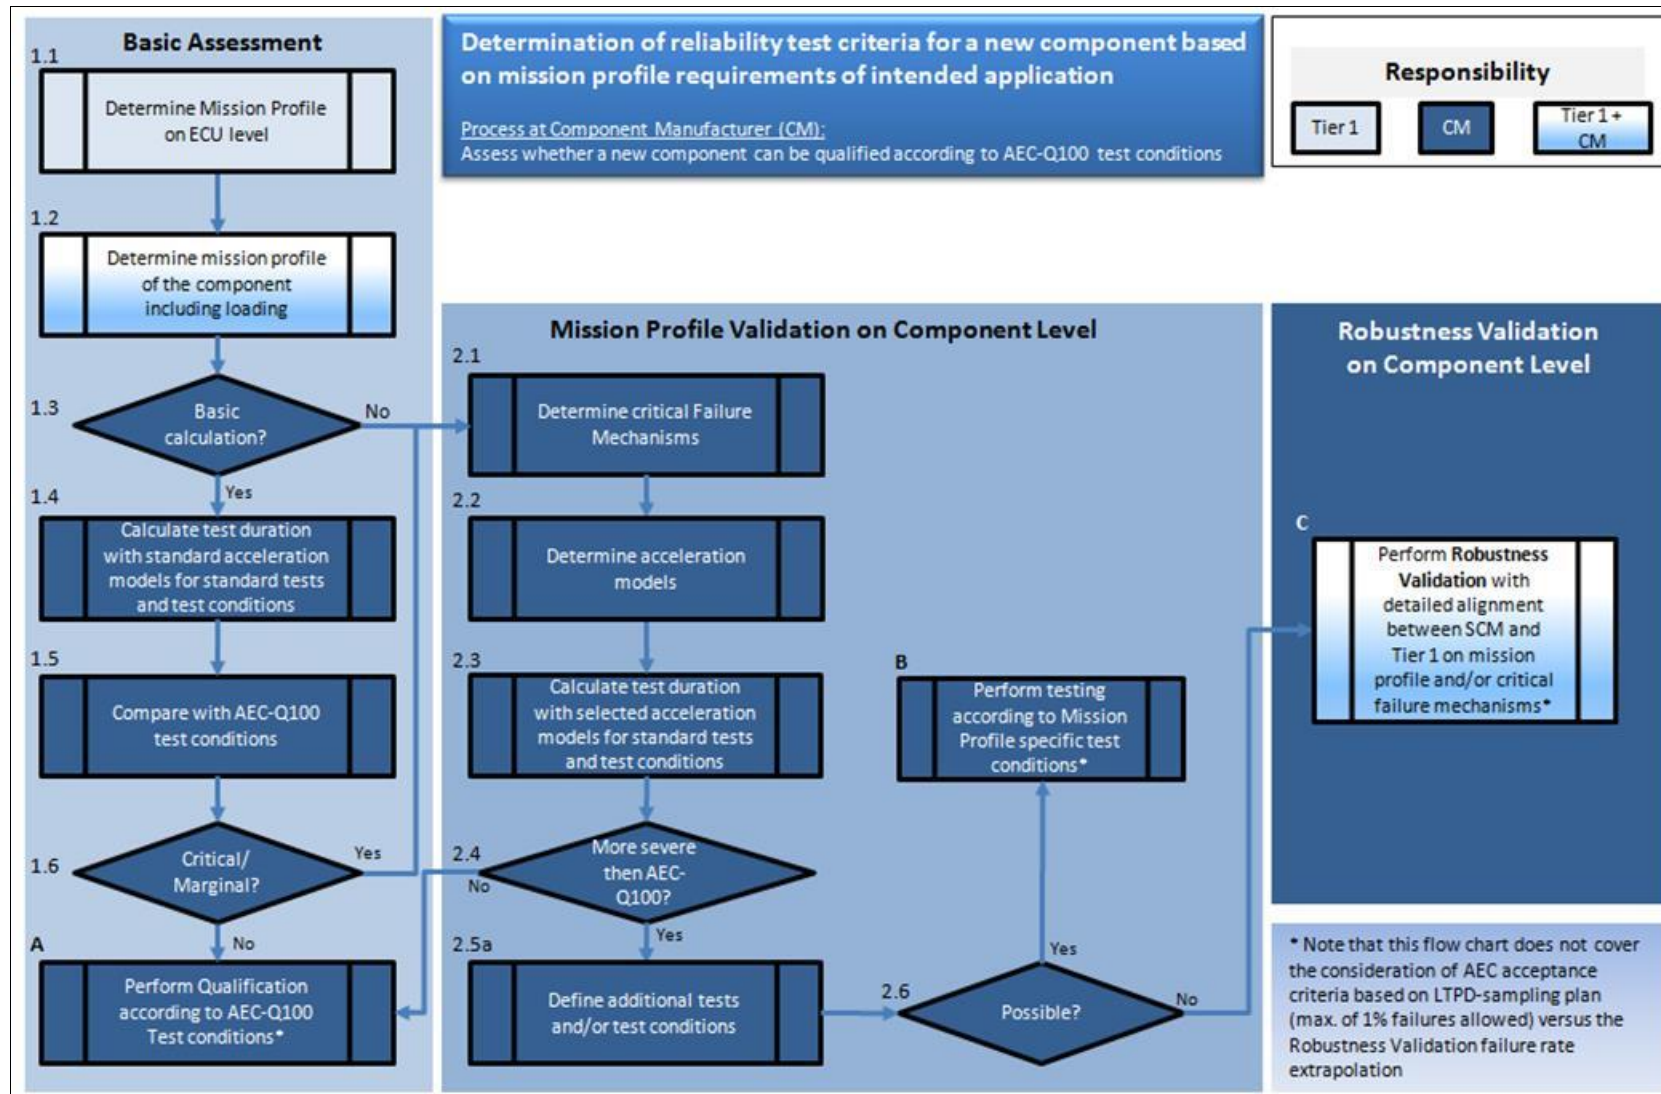 Basic Assessment
1.1
Determine Mission Profile
on ECU level
1.2
Determine mission profile
of the component
including loading
1.3
Basic
calculation?
No
Yes
1.4
Calculate test duration
with standard acceleration
models for standard tests
and test conditions
1.5
Compare with AEC-Q100
test conditions
1.6
Critical/
Marginal?
Yes
No
A
Perform Qualification
according to AEC-Q100
Test conditions*
Determination of reliability test criteria for a new component based
on mission profile requirements of intended application
Process at Component Manufacturer (CM):
Assess whether a new component can be qualified according to AEC-Q100 test conditions
Responsibility
Tier 1
CM
Tier 1 +
CM
Mission Profile Validation on Component Level
2.1
Determine critical Failure
Mechanisms
2.2
Determine acceleration
models
2.3
Calculate test duration
with selected acceleration
models for standard tests
and test conditions
2.4
More severe
then AEC-
Q100?
No
Yes
2.5a
Define additional tests
and/or test conditions
B
Perform testing
according to Mission
Profile specific test
conditions*
Yes
2.6
Possible?
No
Robustness Validation
on Component Level
C
Perform Robustness
Validation with
detailed alignment
between SCM and
Tier 1 on mission
profile and/or critical
failure mechanisms*
* Note that this flow chart does not cover
the consideration of AEC acceptance
criteria based on LTPD-sampling plan
(max. of 1% failures allowed) versus the
Robustness Validation failure rate
extrapolation